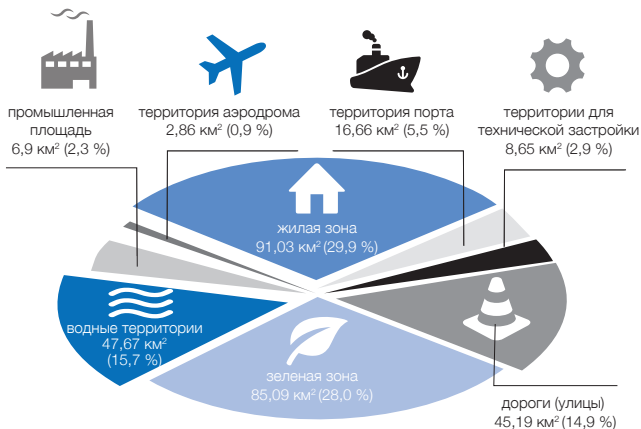 промышленная
площадь
6,9 км² (2,3 %)
территория аэродрома
2,86 км² (0,9 %)
территория порта
16,66 км² (5,5 %)
территории для
технической застройки
8,65 км² (2,9 %)
жилая зона
91,03 км² (29,9 %)
водные территории
47,67 км²
(15,7 %)
зеленая зона
85,09 км² (28,0 %)
дороги (улицы)
45,19 км² (14,9 %)